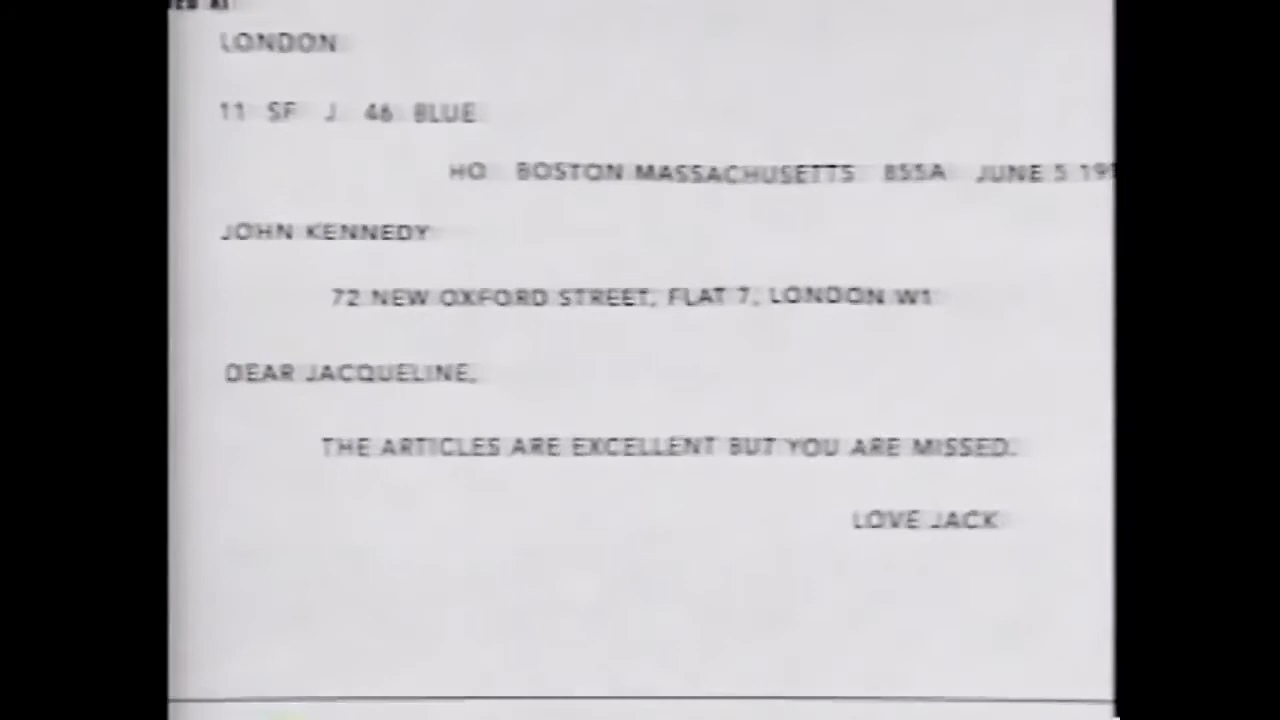 LONDON
11 SF J 46 BLUE
HO BOSTON MASSACHUSETTS 855A JUNE 5 19
JOHN KENNEDY
72 NEW OXFORD STREET, FLAT 7, LONDON W1
DEAR JACQUELINE,
THE ARTICLES ARE EXCELLENT BUT YOU ARE MISSED.
LOVE JACK